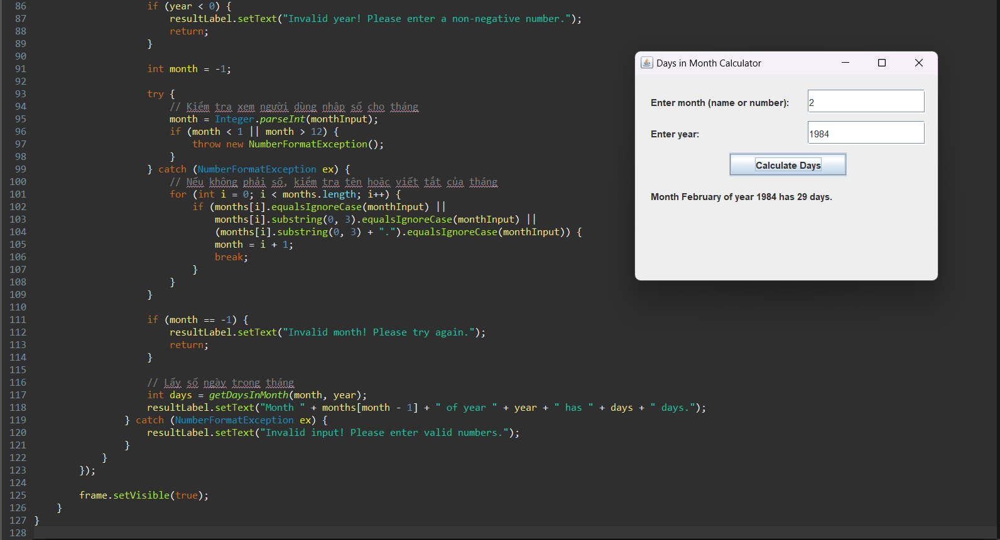 86 if (year < 0) {
87 resultLabel.setText("Invalid year! Please enter a non-negative number.");
88 return;
89 }
90
91 int month = -1;
92
93 try {
94 // Kiểm tra xem người dùng nhập số cho tháng
95 month = Integer.parseInt(monthInput);
96 if (month < 1 || month > 12) {
97 throw new NumberFormatException();
98 }
99 } catch (NumberFormatException ex) {
100 // Nếu không phải số, kiểm tra tên hoặc viết tắt của tháng
101 for (int i = 0; i < months.length; i++) {
102 if (months[i].equalsIgnoreCase(monthInput) ||
103 months[i].substring(0, 3).equalsIgnoreCase(monthInput) ||
104 (months[i].substring(0, 3) + ".").equalsIgnoreCase(monthInput)) {
105 month = i + 1;
106 break;
107 }
108 }
109 }
110
111 if (month == -1) {
112 resultLabel.setText("Invalid month! Please try again.");
113 return;
114 }
115
116 // Lấy số ngày trong tháng
117 int days = getDaysInMonth(month, year);
118 resultLabel.setText("Month " + months[month - 1] + " of year " + year + " has " + days + " days.");
119 } catch (NumberFormatException ex) {
120 resultLabel.setText("Invalid input! Please enter valid numbers.");
121 }
122 }
123 });
124
125 frame.setVisible(true);
126 }
127 }
128
Days in Month Calculator
Enter month (name or number): 2
Enter year: 1984
Calculate Days
Month February of year 1984 has 29 days.